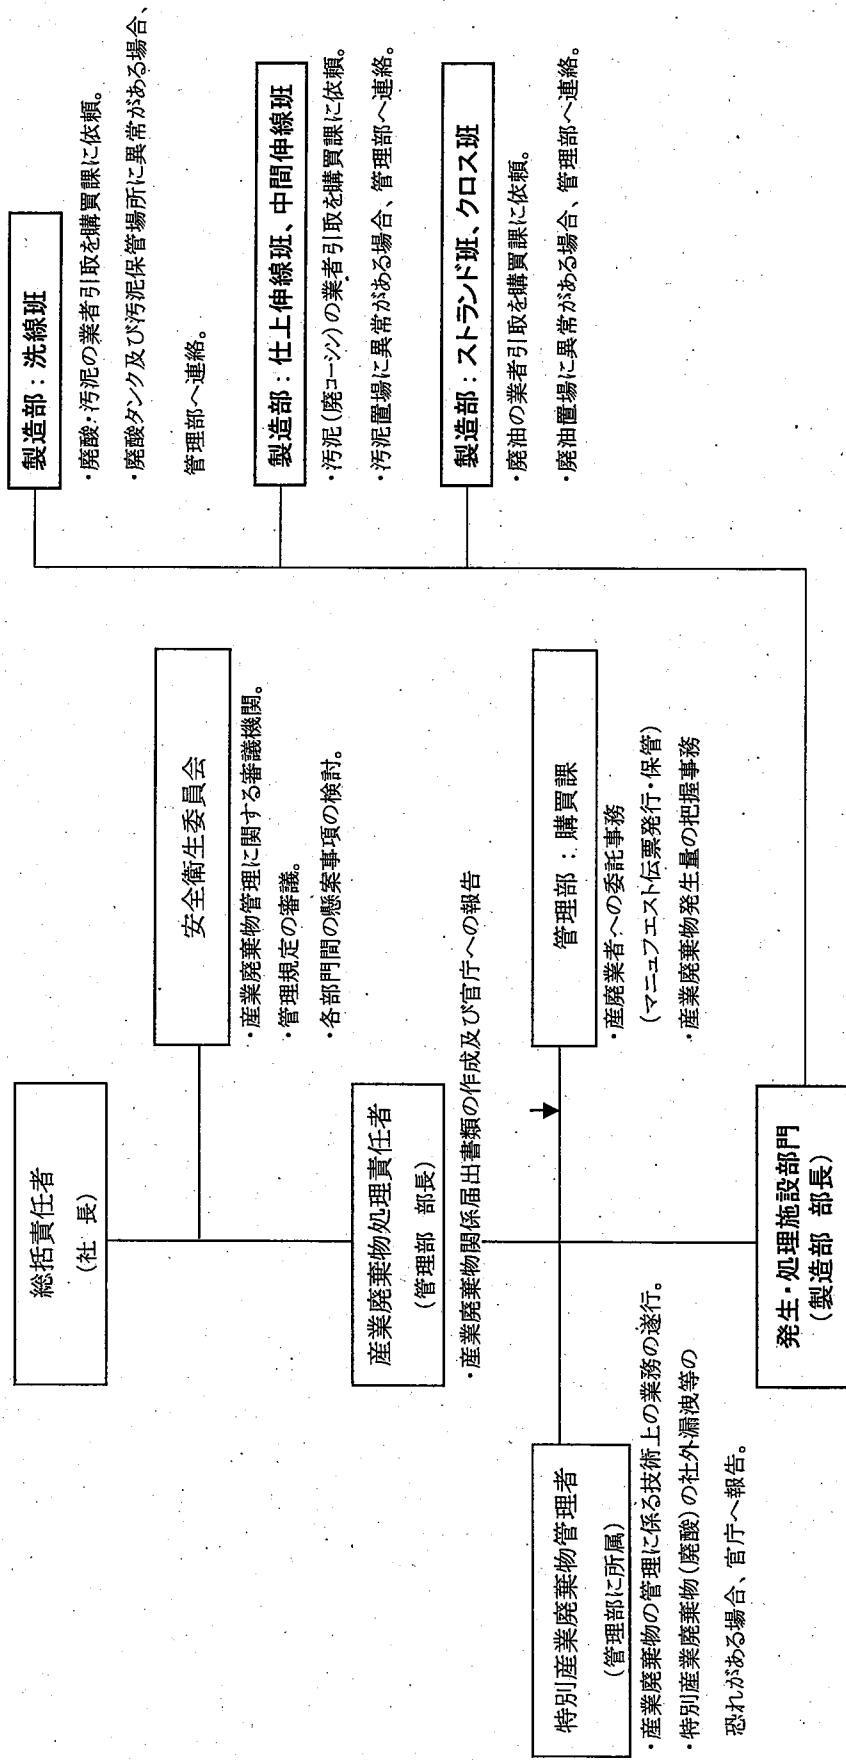 総括責任者
(社 長)
安全衛生委員会
・産業廃棄物管理に関する審議機関。
・管理規定の審議。
・各部門間の懸案事項の検討。
産業廃棄物処理責任者
(管理部 部長)
・産業廃棄物関係届出書類の作成及び官庁への報告
特別産業廃棄物管理者
(管理部に所属)
・産業廃棄物の管理に係る技術上の業務の遂行。
・特別産業廃棄物(廃酸)の社外漏洩等の
恐れがある場合、官庁へ報告。
管理部：購買課
・産廃業者への委託事務
(マニュフエスト伝票発行・保管)
・産業廃棄物発生量の把握事務
発生・処理施設部門
(製造部 部長)
製造部：洗線班
・廃酸・汚泥の業者引取を購買課に依頼。
・廃酸タンク及び汚泥保管場所に異常がある場合、
管理部へ連絡。
製造部：仕上伸線班、中間伸線班
・汚泥(廃コーシン)の業者引取を購買課に依頼。
・汚泥置場に異常がある場合、管理部へ連絡。
製造部：ストランド班、クロス班
・廃油の業者引取を購買課に依頼。
・廃油置場に異常がある場合、管理部へ連絡。